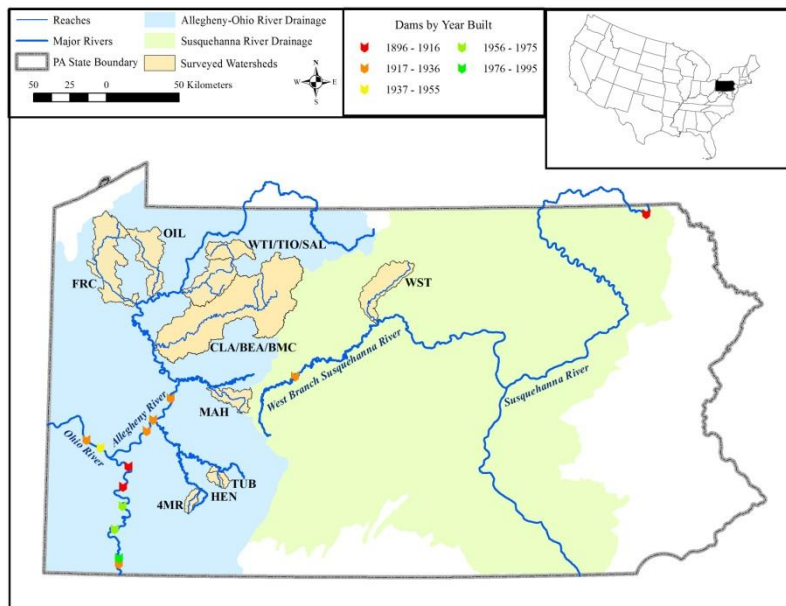 Reaches
Major Rivers
PA State Boundary
Allegheny-Ohio River Drainage
Susquehanna River Drainage
Surveyed Watersheds
50 25 0 50 Kilometers
N
W E
S
Dams by Year Built
1896 - 1916
1917 - 1936
1937 - 1955
1956 - 1975
1976 - 1995
OIL
WTI/TIO/SAL
FRC
WST
CLA/BEA/BMC
West Branch Susquehanna River
Susquehanna River
MAH
Allegheny River
Ohio River
TUB
HEN
4MR